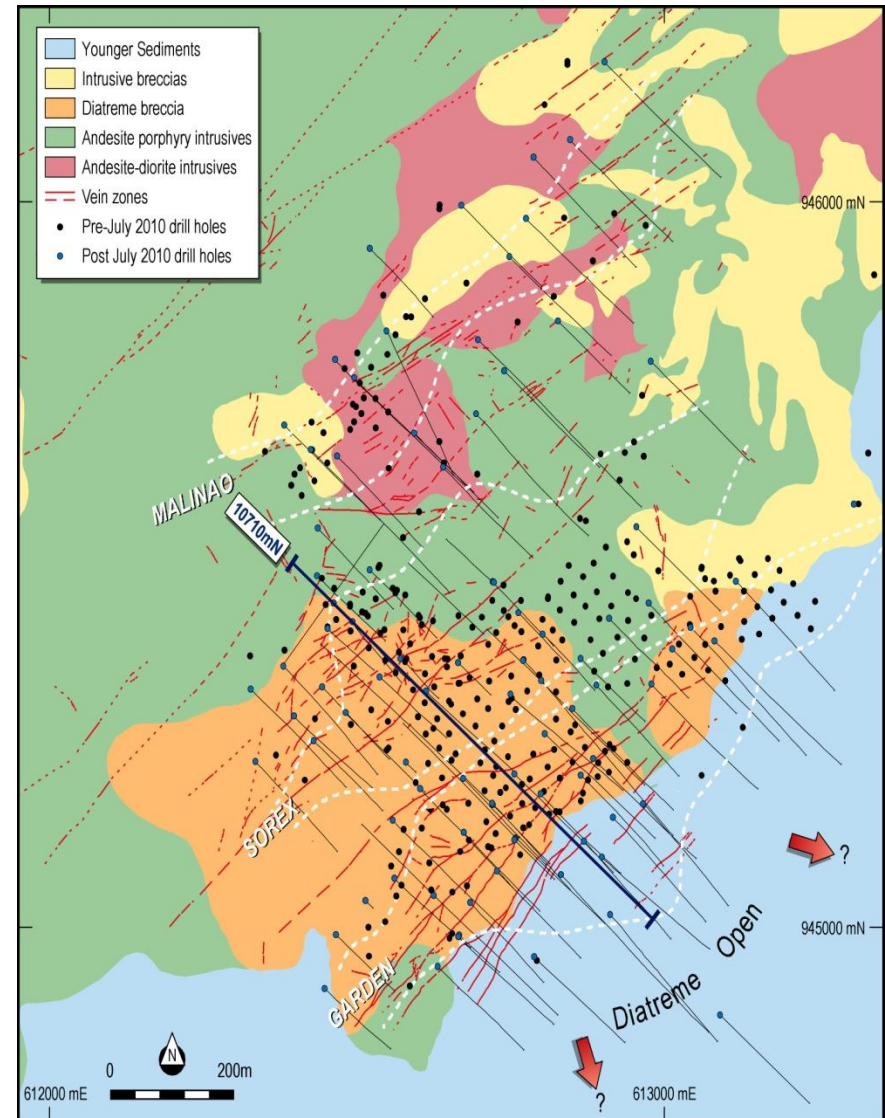 Younger Sediments
Intrusive breccias
Diatreme breccia
Andesite porphyry intrusives
Andesite-diorite intrusives
Vein zones
Pre-July 2010 drill holes
Post July 2010 drill holes
946000 mN
MALINAO
10710mN
SOREX
?
GARDEN
Diatreme Open
945000 mN
N
0 200m
?
612000 mE
613000 mE